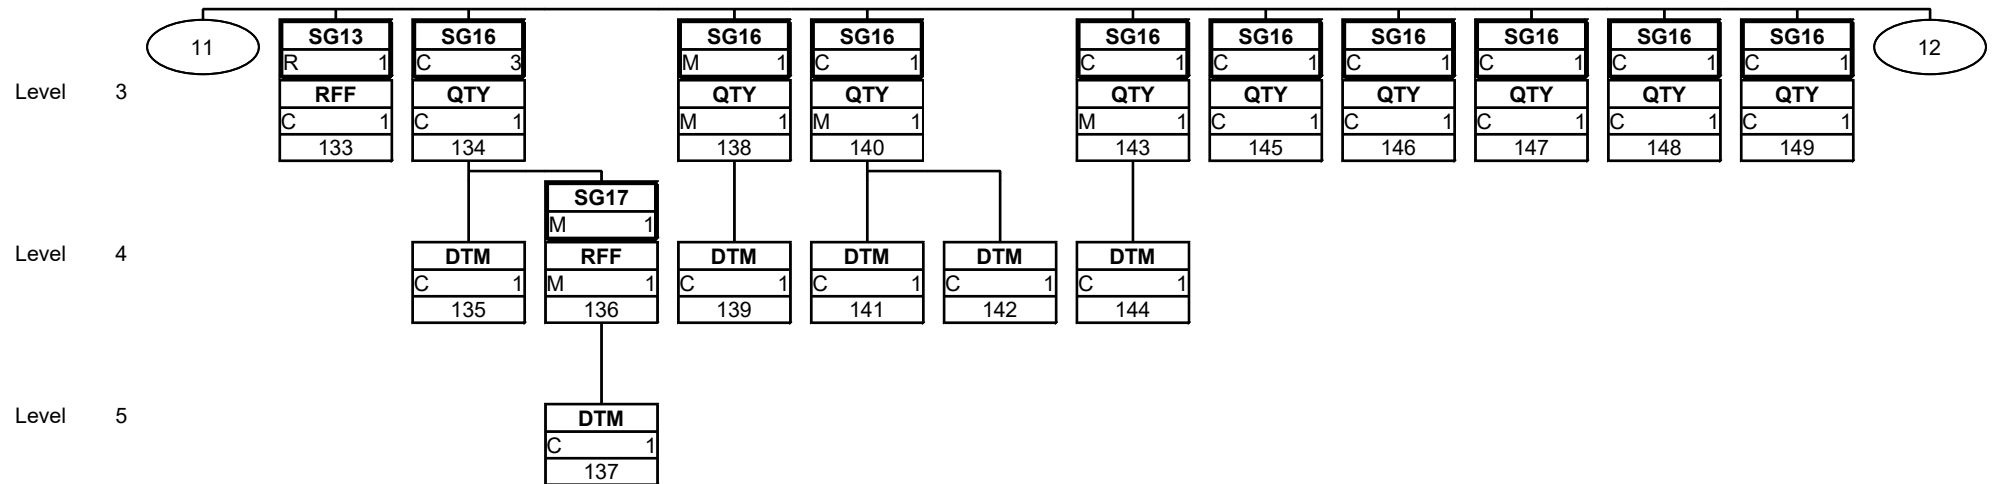 11
SG13 SG16 SG16 SG16 SG16 SG16 SG16 SG16 SG16 SG16
12
R 1 C 3 M 1 C 1 C 1 C 1 C 1 C 1 C 1 C 1
Level 3
RFF QTY QTY QTY QTY QTY QTY QTY QTY QTY
C 1 C 1 M 1 M 1 M 1 C 1 C 1 C 1 C 1 C 1
133 134 138 140 143 145 146 147 148 149
SG17
M 1
Level 4
DTM RFF DTM DTM DTM DTM
C 1 M 1 C 1 C 1 C 1 C 1
135 136 139 141 142 144
Level 5
DTM
C 1
137